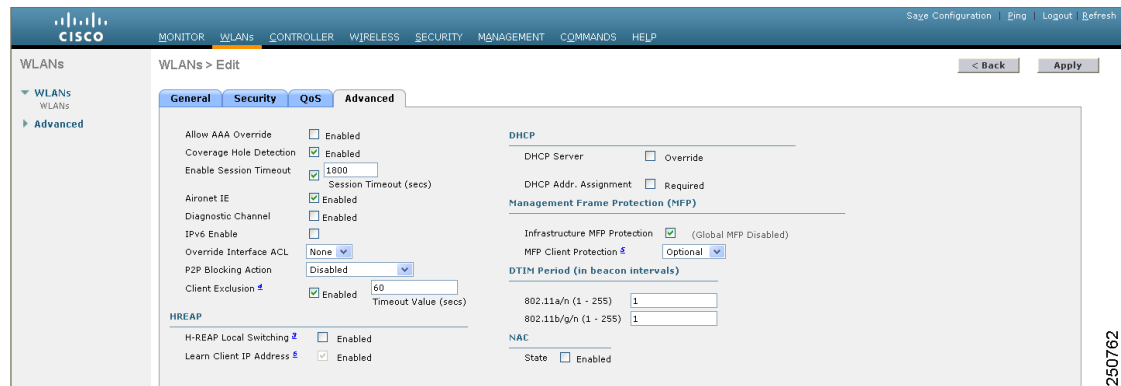 Save Configuration | Ping | Logout | Refresh
CISCO
MONITOR WLANs CONTROLLER WIRELESS SECURITY MANAGEMENT COMMANDS HELP
WLANs
WLANs > Edit
< Back
Apply
WLANs
WLANs
Advanced
General
Security
QoS
Advanced
Allow AAA Override Enabled
Coverage Hole Detection Enabled
Enable Session Timeout 1800
Session Timeout (secs)
Aironet IE Enabled
Diagnostic Channel Enabled
IPv6 Enable
Override Interface ACL None
P2P Blocking Action Disabled
Client Exclusion 4 Enabled 60
Timeout Value (secs)
HREAP
H-REAP Local Switching 2 Enabled
Learn Client IP Address 5 Enabled
DHCP
DHCP Server Override
DHCP Addr. Assignment Required
Management Frame Protection (MFP)
Infrastructure MFP Protection (Global MFP Disabled)
MFP Client Protection 5 Optional
DTIM Period (in beacon intervals)
802.11a/n (1 - 255) 1
802.11b/g/n (1 - 255) 1
NAC
State Enabled
250762